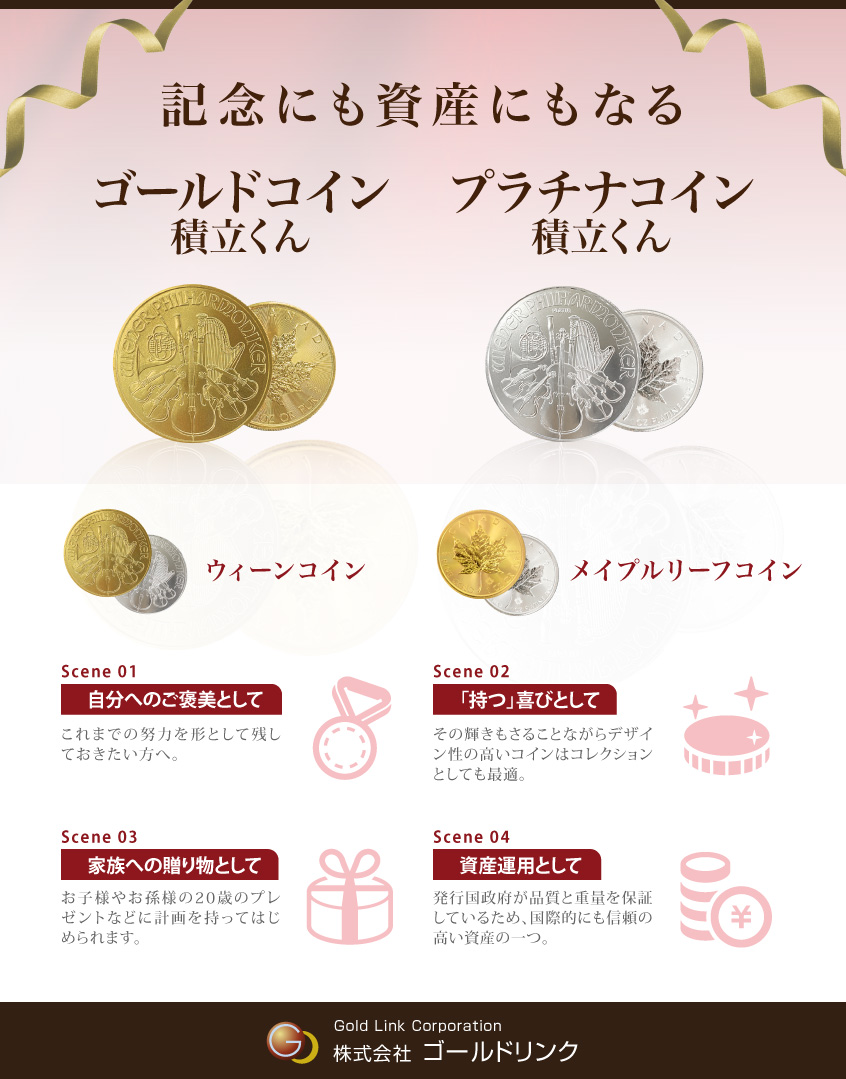 記念にも資産にもなる
ゴールドコイン
積立くん
プラチナコイン
積立くん
WIENER PHILHARMONIKER
WIENER PHILHARMONIKER
ウィーンコイン
メイプルリーフコイン
Scene 01
自分へのご褒美として
これまでの努力を形として残し
ておきたい方へ。
Scene 02
「持つ」喜びとして
その輝きもさることながらデザイ
ン性の高いコインはコレクション
としても最適。
Scene 03
家族への贈り物として
お子様やお孫様の20歳のプレ
ゼントなどに計画を持ってはじ
められます。
Scene 04
資産運用として
発行国政府が品質と重量を保証
しているため、国際的にも信頼の
高い資産の一つ。
¥
Gold Link Corporation
株式会社 ゴールドリンク